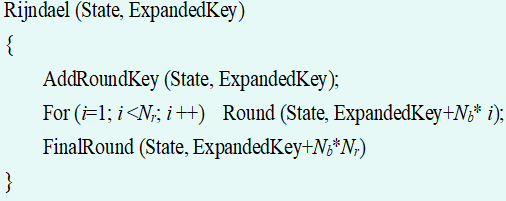 Rijndael (State, ExpandedKey)
{
AddRoundKey (State, ExpandedKey);
For (i=1; i <Nr; i ++) Round (State, ExpandedKey+Nb* i);
FinalRound (State, ExpandedKey+Nb*Nr)
}